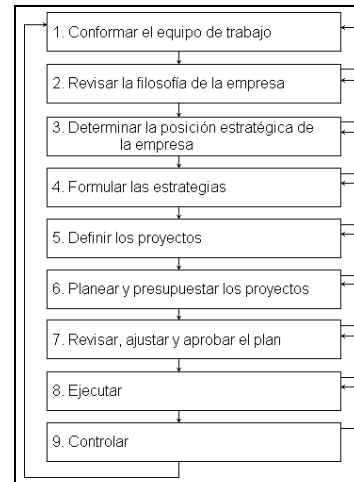 1. Conformar el equipo de trabajo
2. Revisar la filosofía de la empresa
3. Determinar la posición estratégica de
la empresa
4. Formular las estrategias
5. Definir los proyectos
6. Planear y presupuestar los proyectos
7. Revisar, ajustar y aprobar el plan
8. Ejecutar
9. Controlar